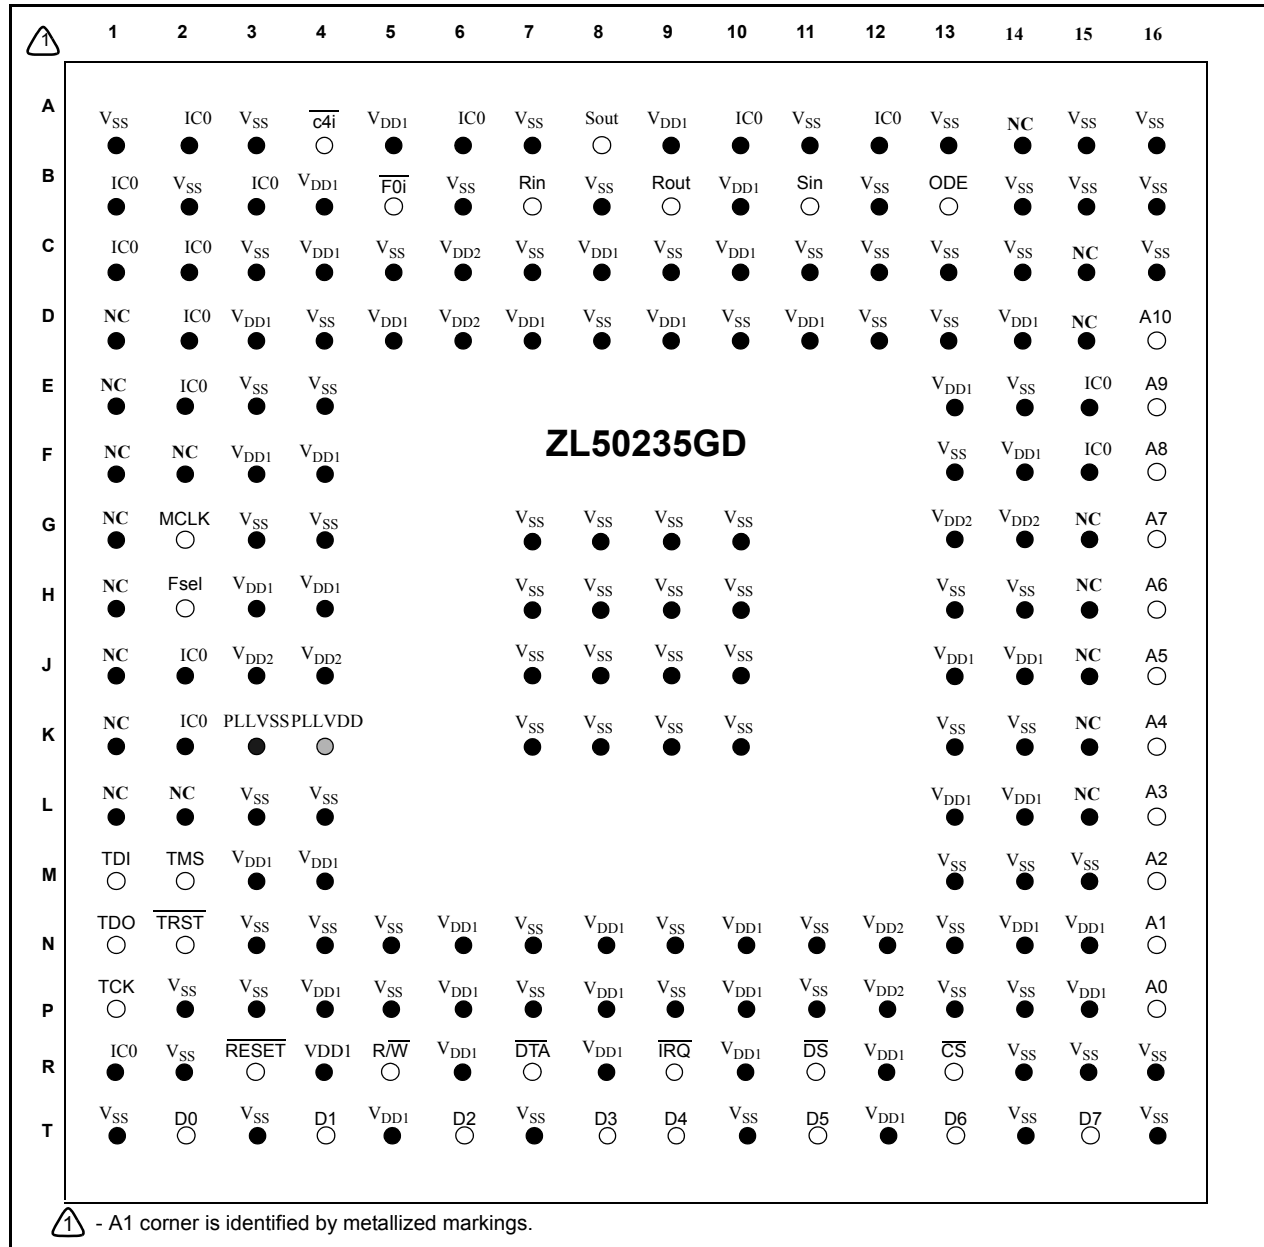 1 1 2 3 4 5 6 7 8 9 10 11 12 13 14 15 16
A VSS IC0 VSS c4i VDD1 IC0 VSS Sout VDD1 IC0 VSS IC0 VSS NC VSS VSS
B IC0 VSS IC0 VDD1 F0i VSS Rin VSS Rout VDD1 Sin VSS ODE VSS VSS VSS
C IC0 IC0 VSS VDD1 VSS VDD2 VSS VDD1 VSS VDD1 VSS VSS VSS VSS NC VSS
D NC IC0 VDD1 VSS VDD1 VDD2 VDD1 VSS VDD1 VSS VDD1 VSS VSS VDD1 NC A10
E NC IC0 VSS VSS VDD1 VSS IC0 A9
ZL50235GD
F NC NC VDD1 VDD1 VSS VDD1 IC0 A8
G NC MCLK VSS VSS VSS VSS VSS VSS VDD2 VDD2 NC A7
H NC Fsel VDD1 VDD1 VSS VSS VSS VSS VSS VSS NC A6
J NC IC0 VDD2 VDD2 VSS VSS VSS VSS VDD1 VDD1 NC A5
K NC IC0 PLLVSS PLLVDD VSS VSS VSS VSS VSS VSS NC A4
L NC NC VSS VSS VDD1 VDD1 NC A3
M TDI TMS VDD1 VDD1 VSS VSS VSS A2
N TDO TRST VSS VSS VSS VDD1 VSS VDD1 VSS VDD1 VSS VDD2 VSS VDD1 VDD1 A1
P TCK VSS VSS VDD1 VSS VDD1 VSS VDD1 VSS VDD1 VSS VDD2 VSS VSS VDD1 A0
R IC0 VSS RESET VDD1 R/W VDD1 DTA VDD1 IRQ VDD1 DS VDD1 CS VSS VSS VSS
T VSS D0 VSS D1 VDD1 D2 VSS D3 D4 VSS D5 VDD1 D6 VSS D7 VSS
1 - A1 corner is identified by metallized markings.